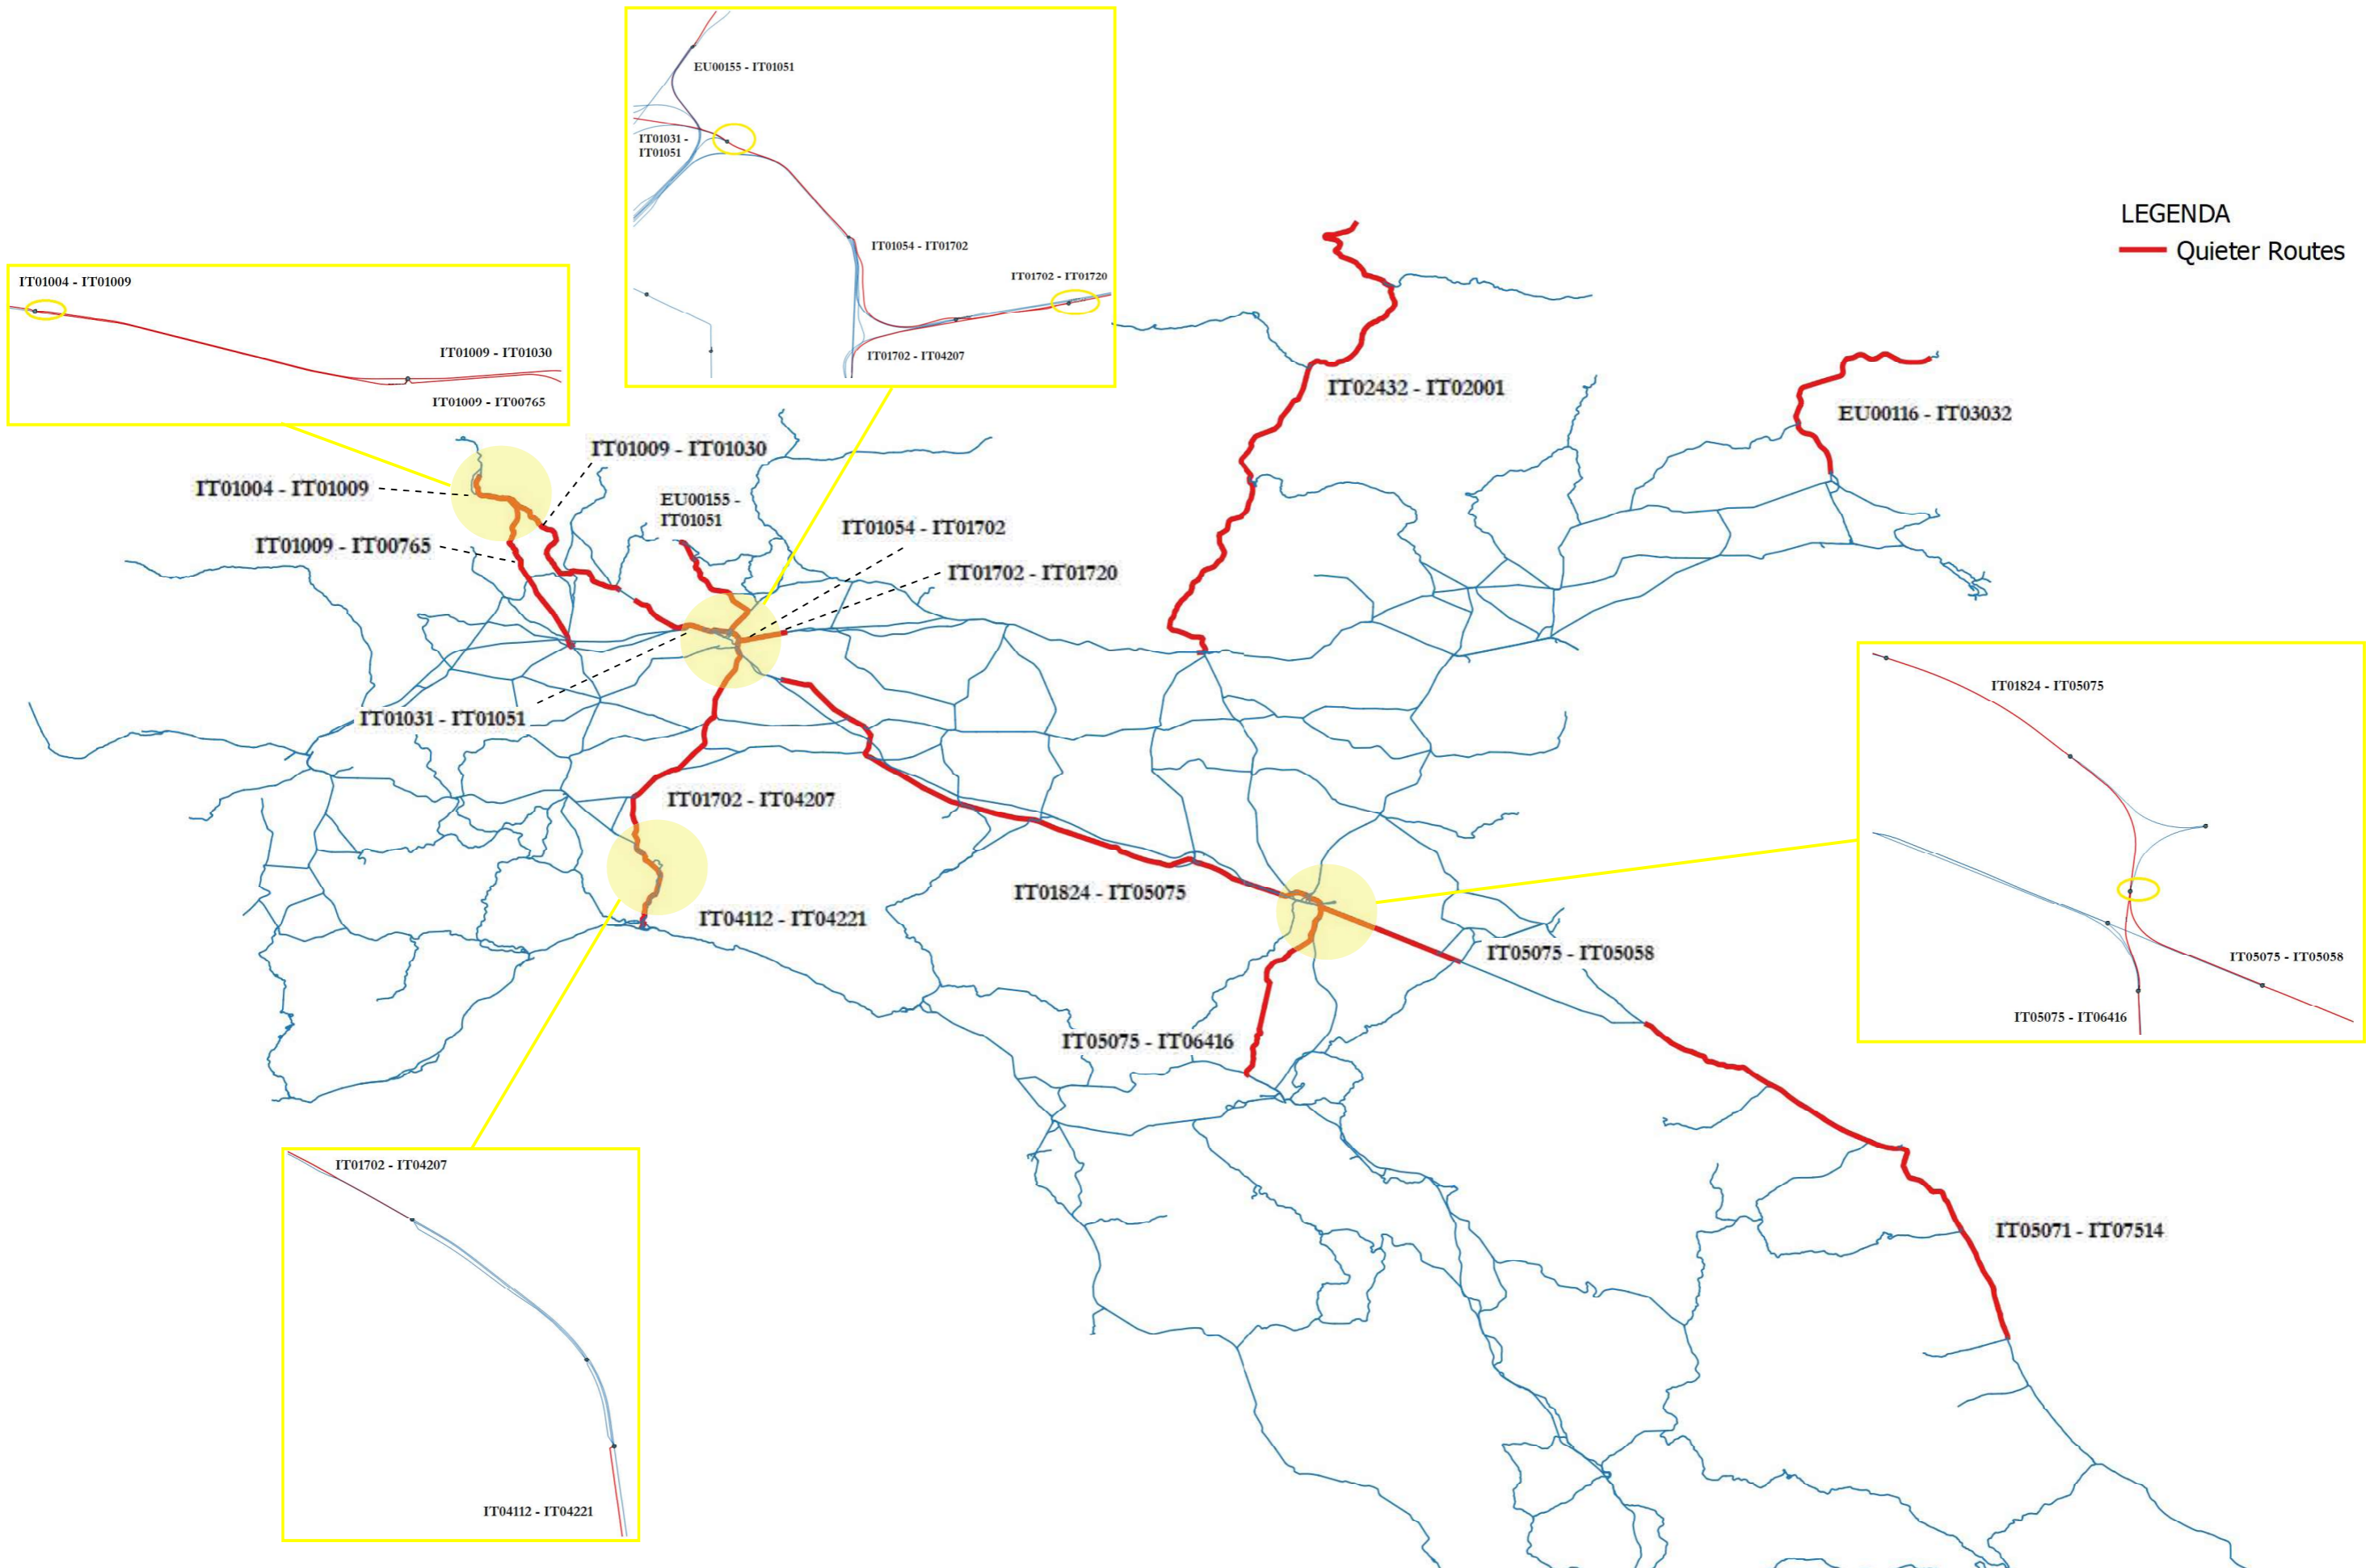 EU00155 - IT01051
IT01031 -
IT01051
IT01054 - IT01702
IT01702 - IT01720
IT01702 - IT04207
LEGENDA
Quieter Routes
IT01004 - IT01009
IT01009 - IT01030
IT01009 - IT00765
IT02432 - IT02001
EU00116 - IT03032
IT01009 - IT01030
IT01004 - IT01009
EU00155 -
IT01051
IT01054 - IT01702
IT01009 - IT00765
IT01702 - IT01720
IT01031 - IT01051
IT01824 - IT05075
IT05075 - IT05058
IT05075 - IT06416
IT01702 - IT04207
IT01824 - IT05075
IT04112 - IT04221
IT05075 - IT05058
IT05075 - IT06416
IT01702 - IT04207
IT04112 - IT04221
IT05071 - IT07514